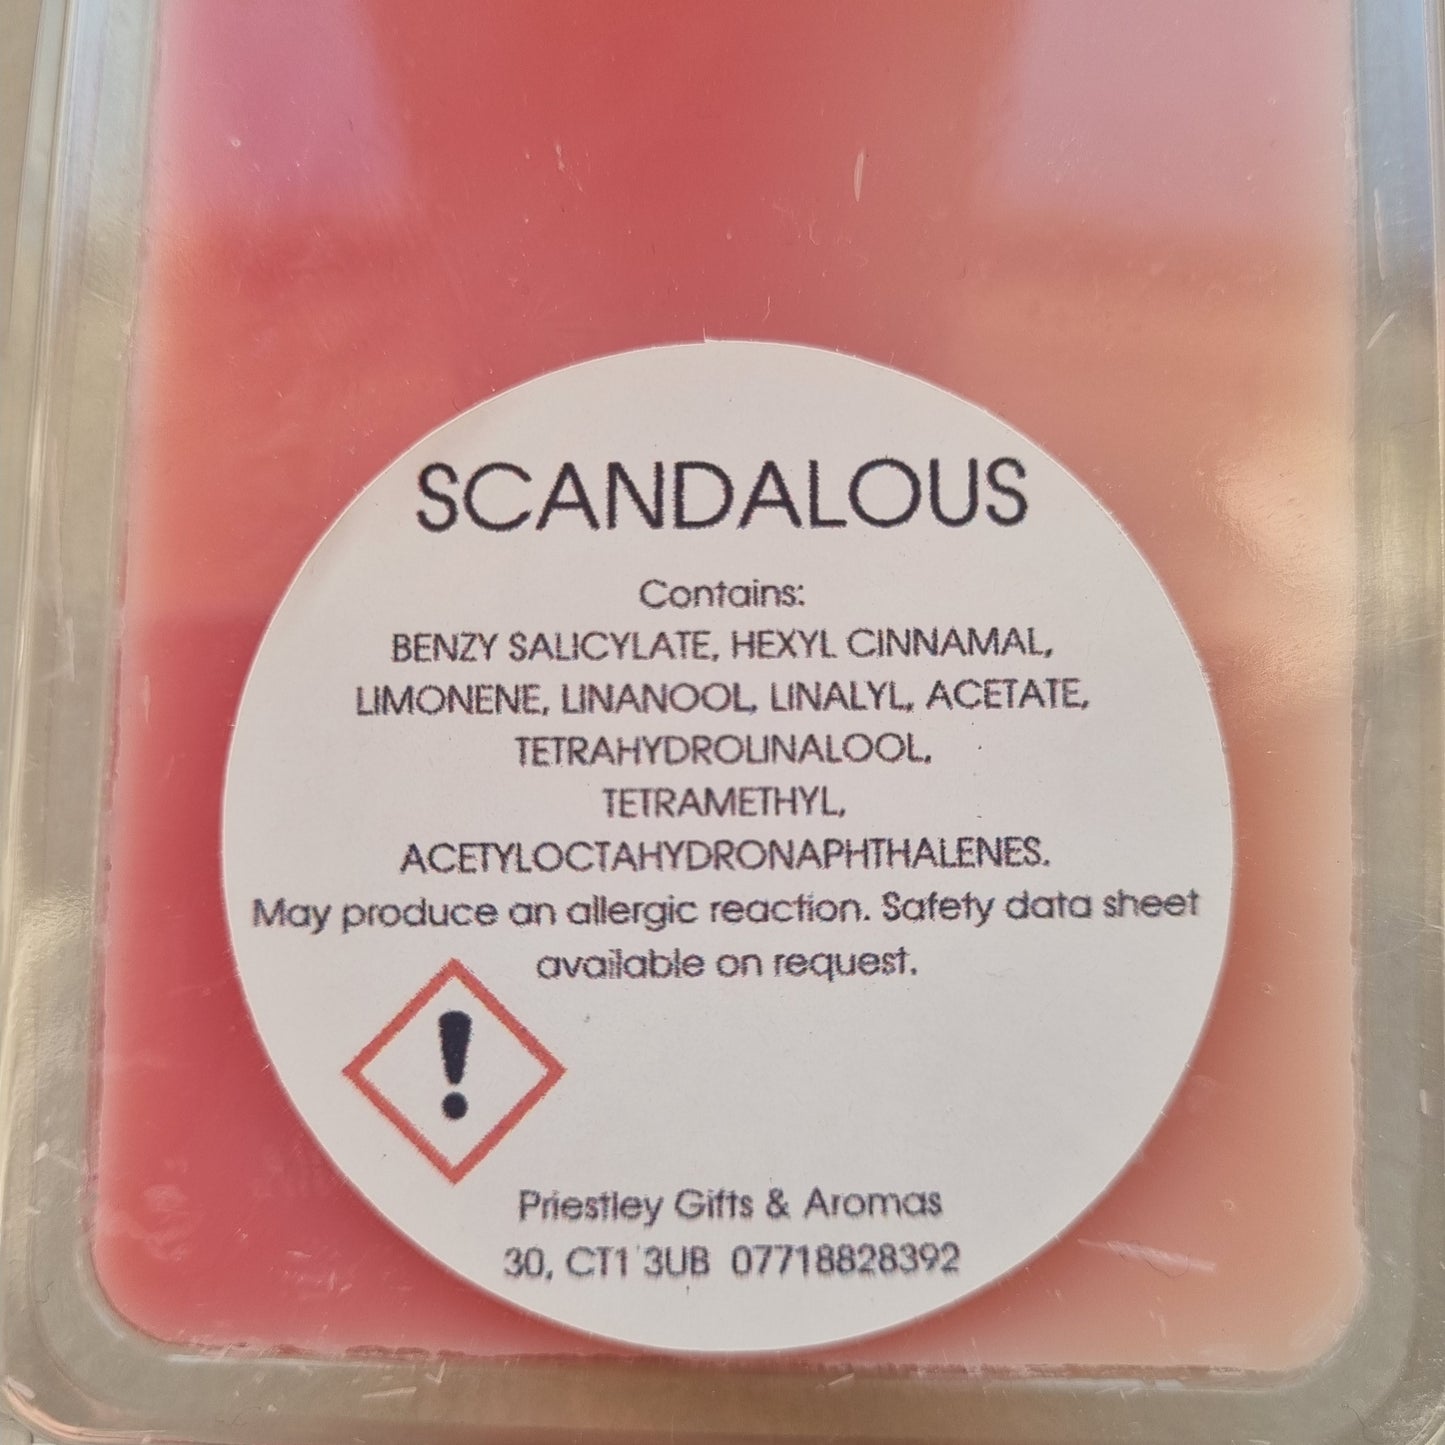 SCANDALOUS
Contains:
BENZY SALICYLATE, HEXYL CINNAMAL,
LIMONENE, LINANOOL, LINALYL, ACETATE,
TETRAHYDROLINALOOL,
TETRAMETHYL,
ACETYLOCTAHYDRONAPHTHALENES.
May produce an allergic reaction. Safety data sheet
available on request.
Priestley Gifts & Aromas
30, CT1 3UB 07718828392